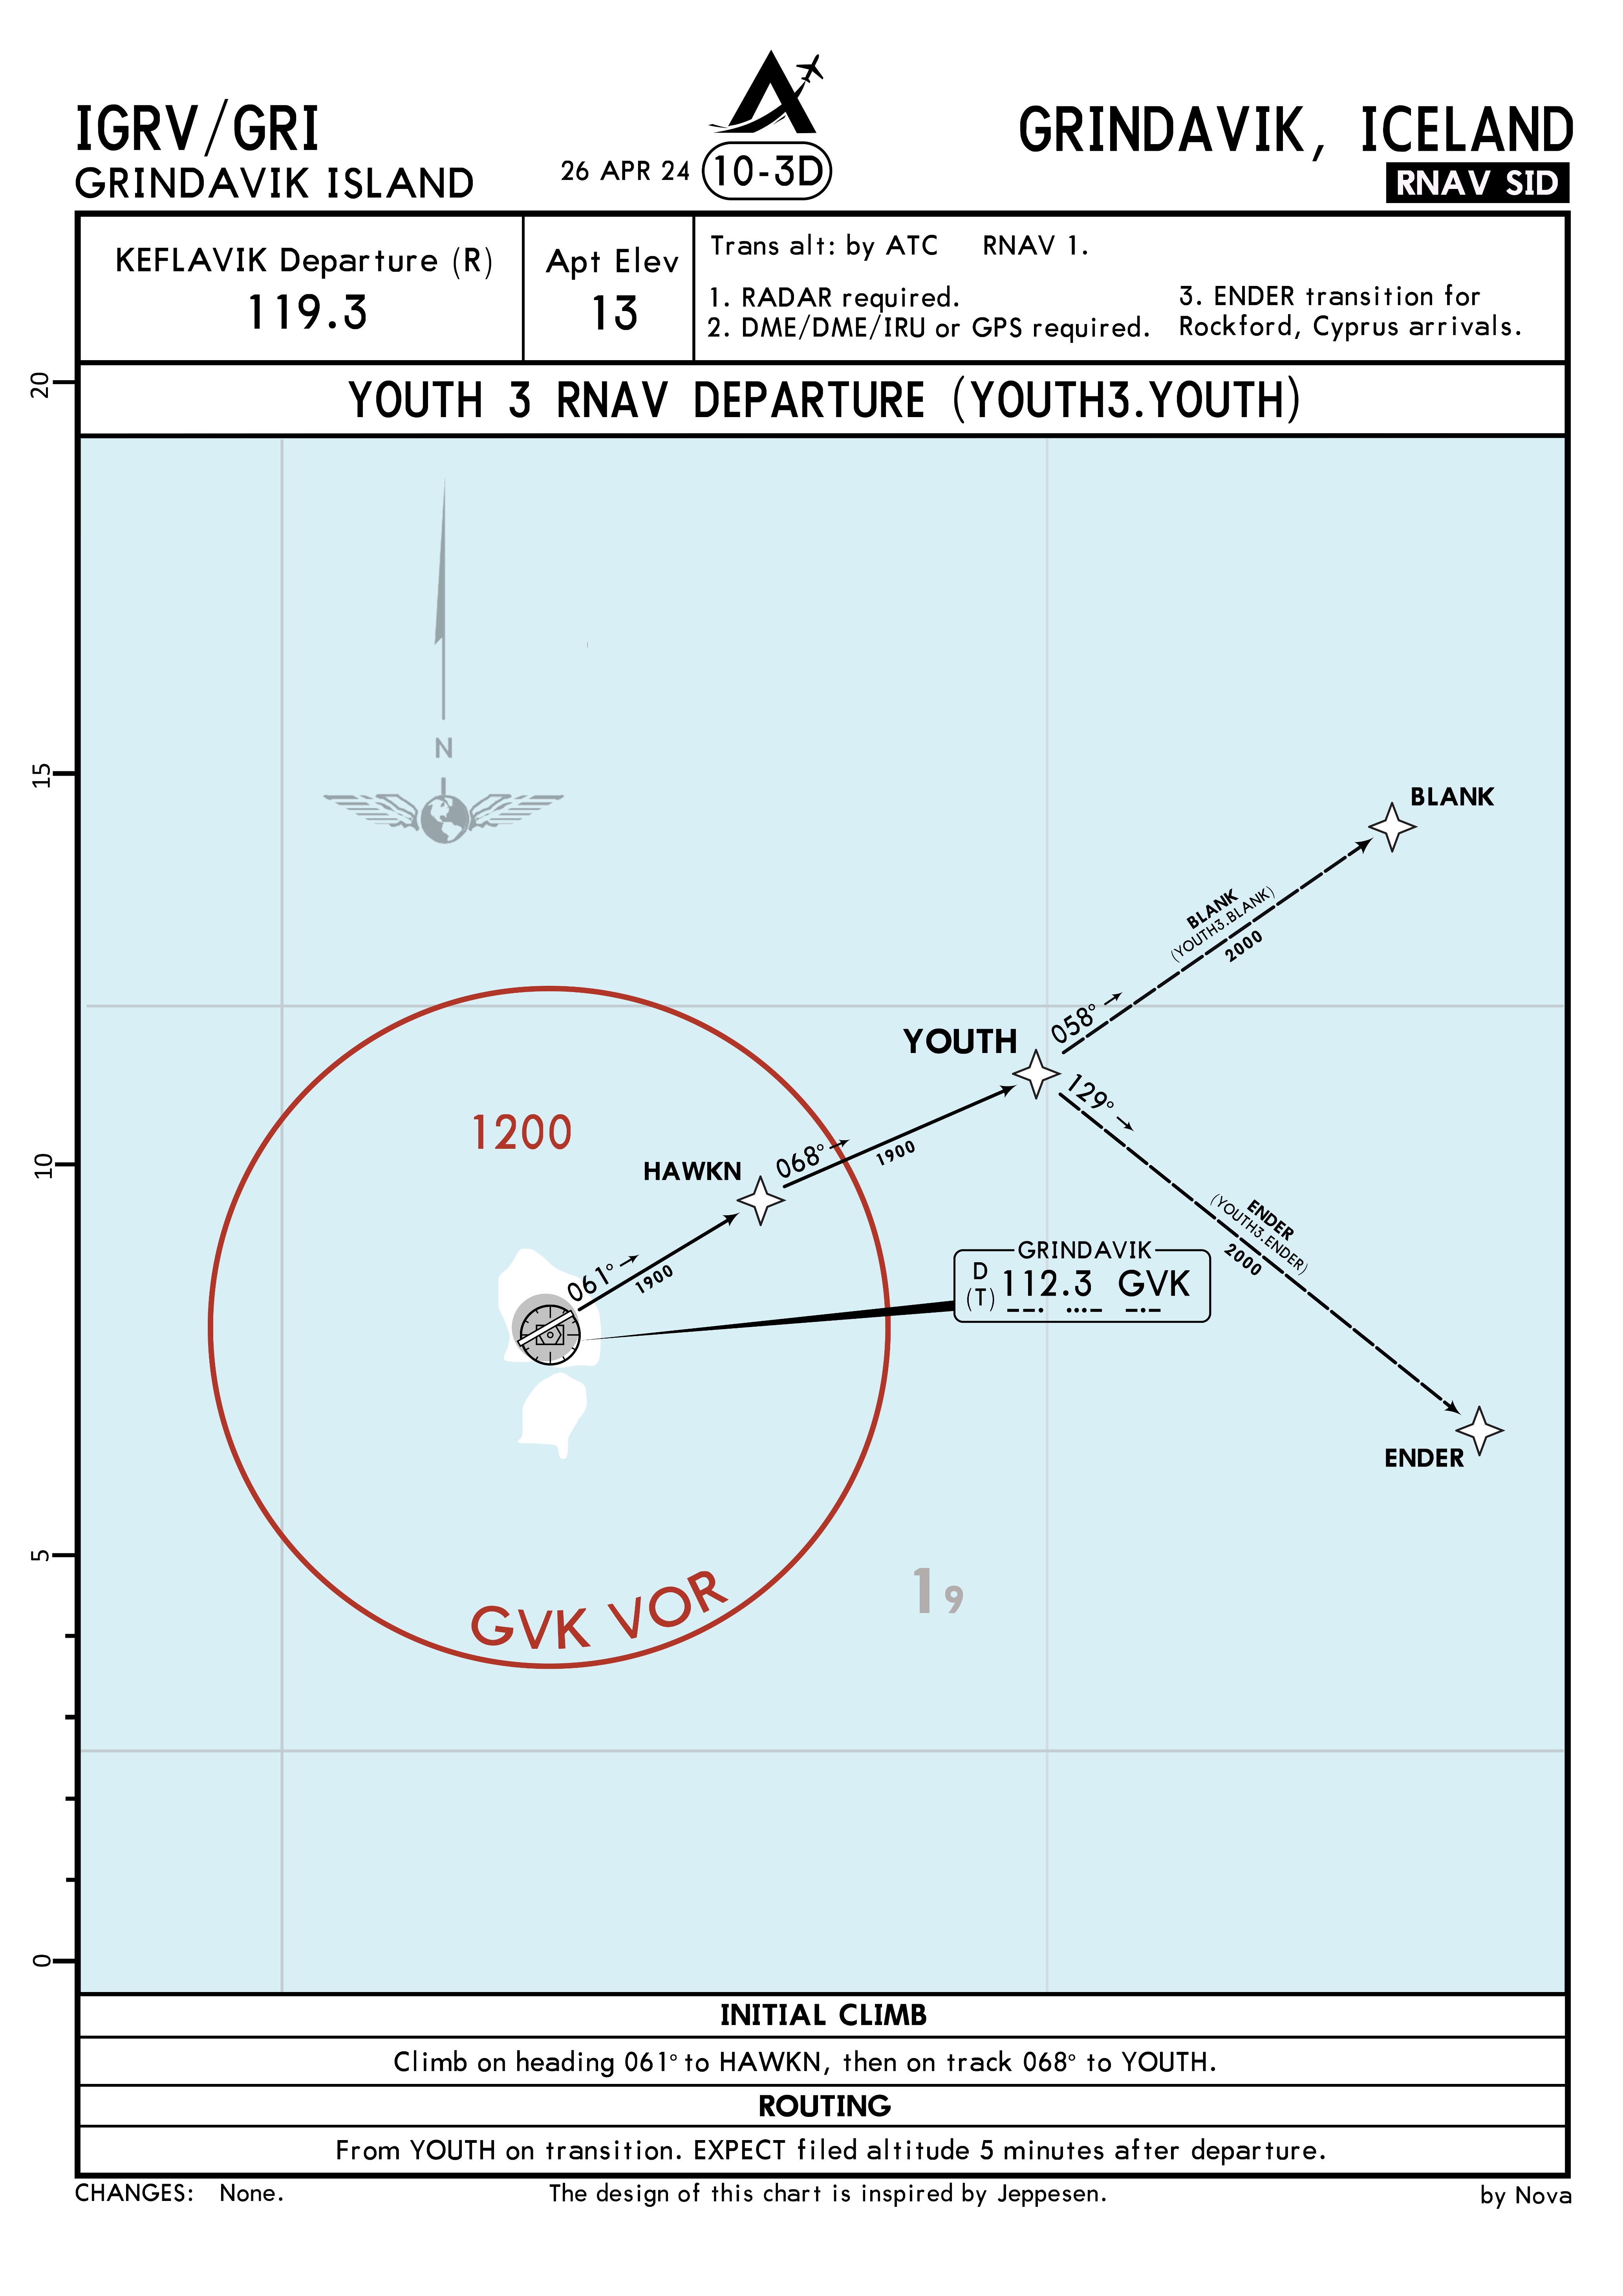 IGRV/GRI
GRINDAVIK ISLAND
26 APR 24
10-3D
GRINDAVIK, ICELAND
RNAV SID
KEFLAVIK Departure (R)
119.3
Apt Elev
13
Trans alt: by ATC RNAV 1.
1. RADAR required.
2. DME/DME/IRU or GPS required.
3. ENDER transition for
Rockford, Cyprus arrivals.
YOUTH 3 RNAV DEPARTURE (YOUTH3.YOUTH)
20
15
10
5
0
N
BLANK
BLANK
(YOUTH3.BLANK)
2000
058°
YOUTH
129°
068°
1900
HAWKN
1200
061°
1900
ENDER
(YOUTH3.ENDER)
2000
GRINDAVIK
D
(T)
112.3 GVK
ENDER
19
GVK VOR
INITIAL CLIMB
Climb on heading 061° to HAWKN, then on track 068° to YOUTH.
ROUTING
From YOUTH on transition. EXPECT filed altitude 5 minutes after departure.
CHANGES: None.
The design of this chart is inspired by Jeppesen.
by Nova